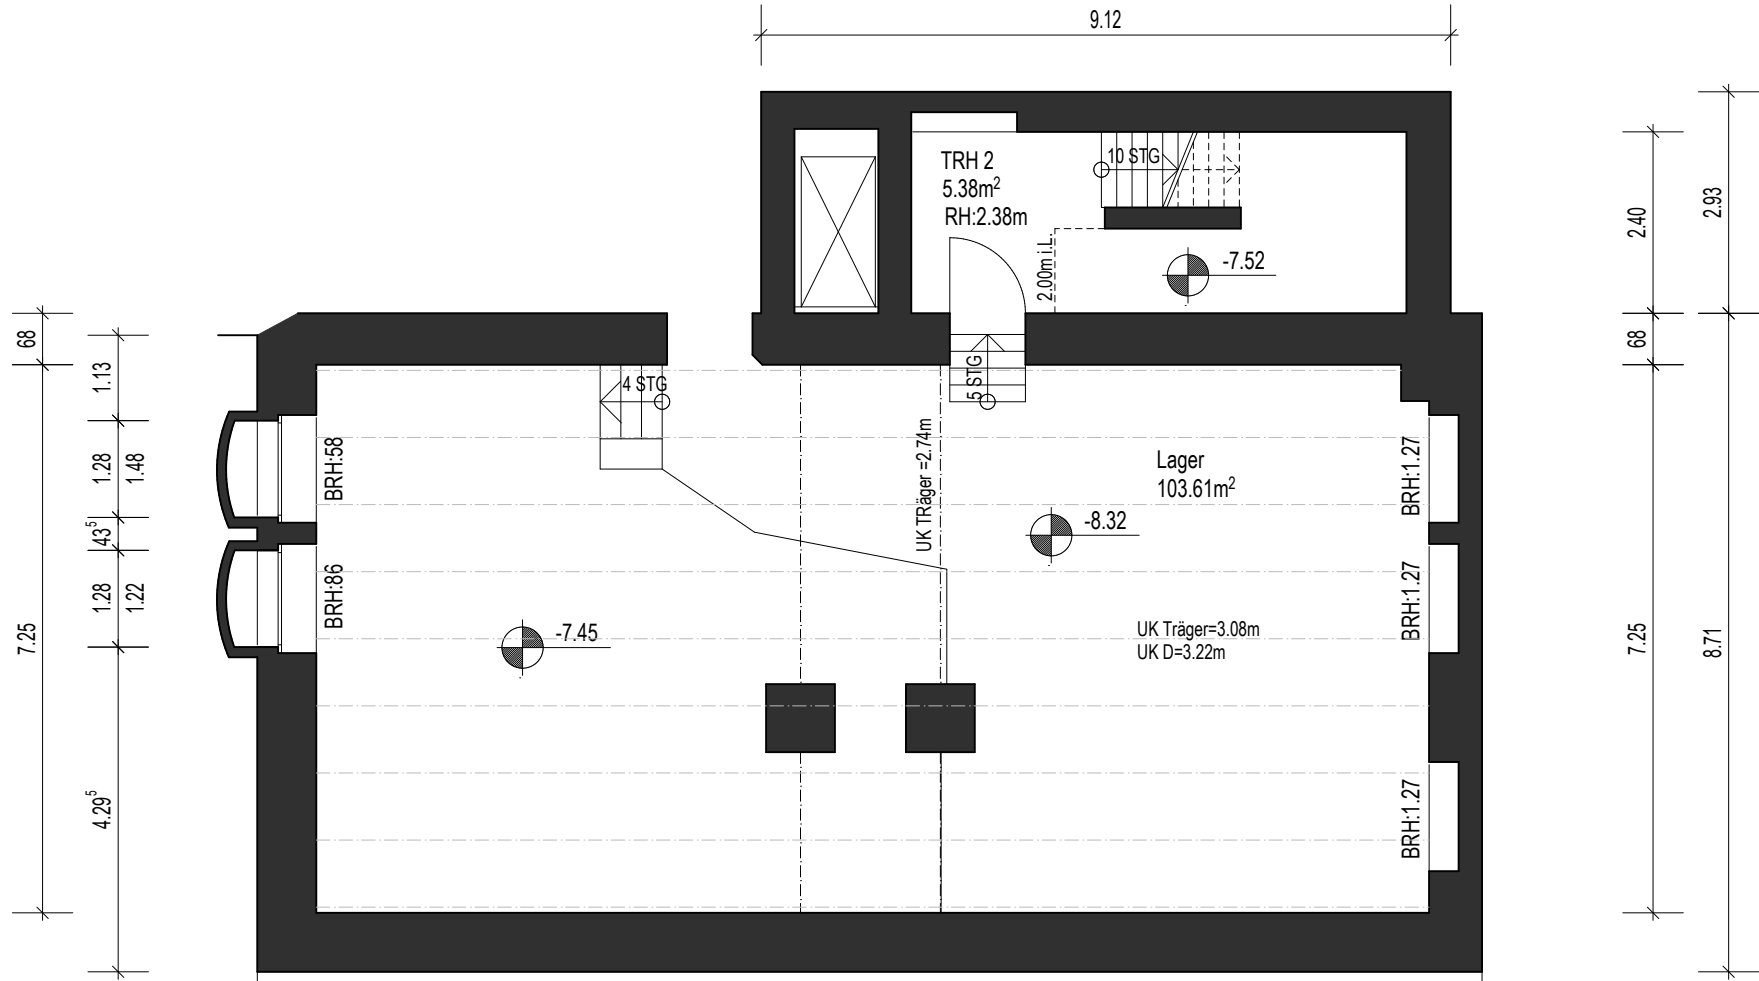 9.12
TRH 2
5.38m²
RH:2.38m
10 STG
2.00m i.L.
-7.52
2.40
2.93
68
1.13
1.28
1.48
43⁵
1.28
1.22
7.25
4.29⁵
4 STG
5 STG
BRH:58
BRH:86
UK TRäger =2.74m
Lager
103.61m²
-8.32
-7.45
UK Träger=3.08m
UK D=3.22m
BRH:1.27
BRH:1.27
BRH:1.27
68
7.25
8.71